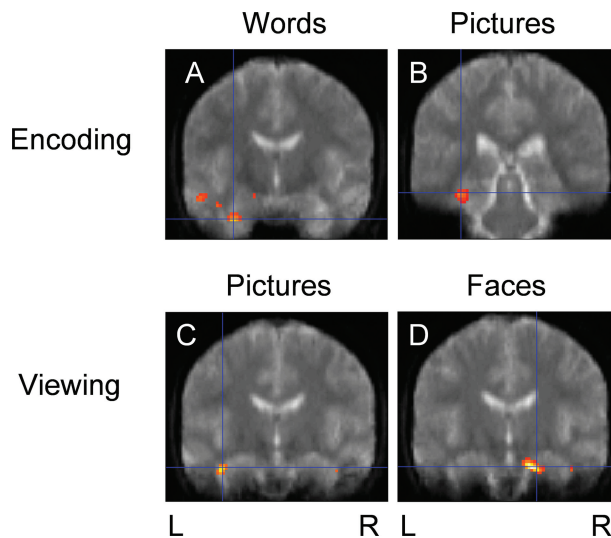 Words Pictures
A B
Encoding
Pictures Faces
C D
Viewing
L R L R